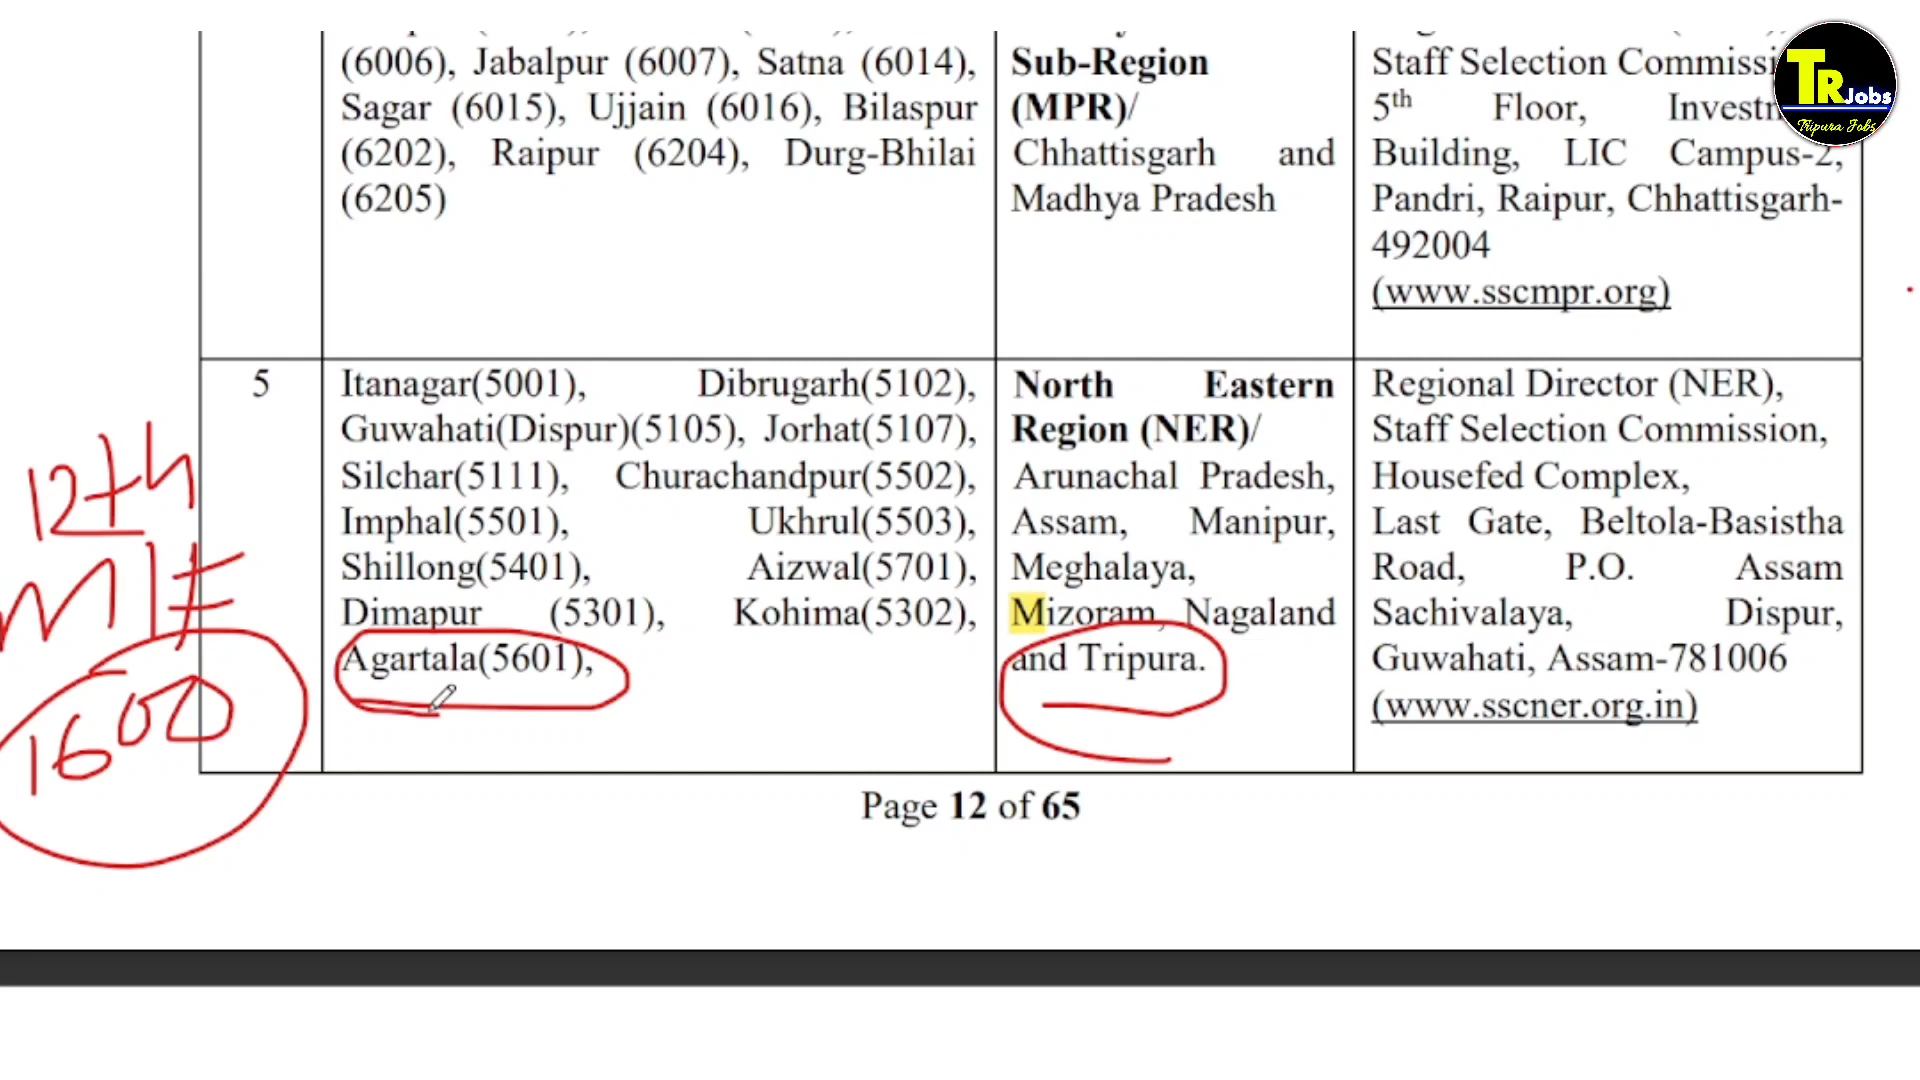 (6006), Jabalpur (6007), Satna (6014),
Sagar (6015), Ujjain (6016), Bilaspur
(6202), Raipur (6204), Durg-Bhilai
(6205)
Sub-Region
(MPR)/
Chhattisgarh and
Madhya Pradesh
Staff Selection
5th Floor,
Building, LIC Campus-2,
Pandri, Raipur, Chhattisgarh-
492004
(www.sscmpr.org)
TR Jobs
Tripura Jobs
5
Itanagar(5001), Dibrugarh(5102),
Guwahati(Dispur)(5105), Jorhat(5107),
Silchar(5111), Churachandpur(5502),
Imphal(5501), Ukhrul(5503),
Shillong(5401), Aizwal(5701),
Dimapur (5301), Kohima(5302),
Agartala(5601),
North Eastern
Region (NER)/
Arunachal Pradesh,
Assam, Manipur,
Meghalaya,
Mizoram, Nagaland
and Tripura.
Regional Director (NER),
Staff Selection Commission,
Housefed Complex,
Last Gate, Beltola-Basistha
Road, P.O. Assam
Sachivalaya, Dispur,
Guwahati, Assam-781006
(www.sscner.org.in)
12th
M/F
1600
Page 12 of 65